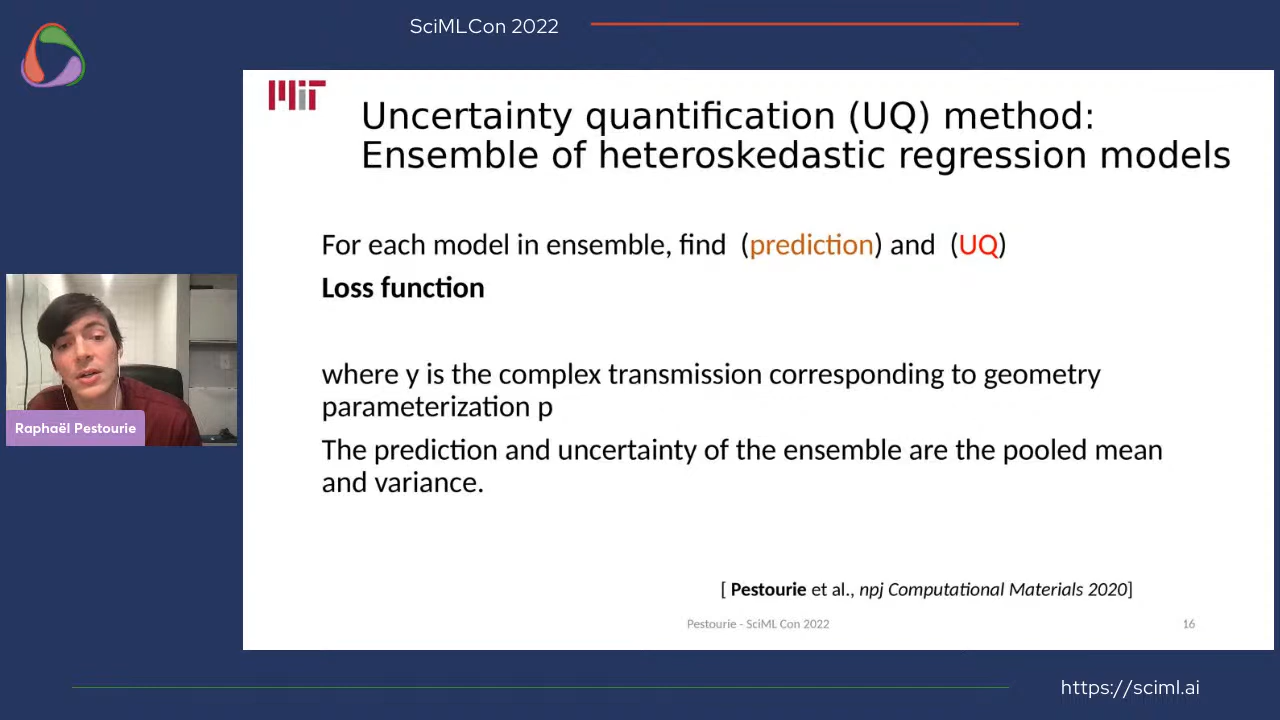 SciMLCon 2022
MIT
Uncertainty quantification (UQ) method:
Ensemble of heteroskedastic regression models
For each model in ensemble, find (prediction) and (UQ)
Loss function
where y is the complex transmission corresponding to geometry
parameterization p
The prediction and uncertainty of the ensemble are the pooled mean
and variance.
[ Pestourie et al., npj Computational Materials 2020]
Pestourie - SciML Con 2022
16
Raphaël Pestourie
https://sciml.ai